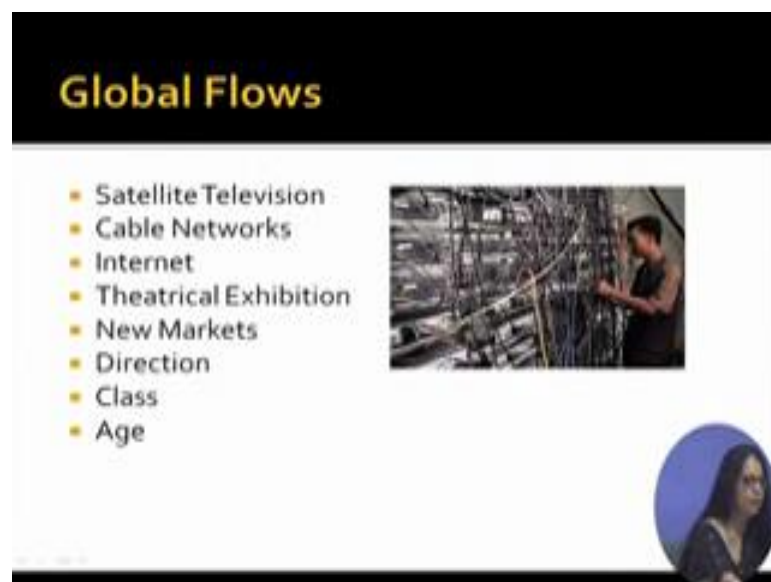 Global Flows
Satellite Television
Cable Networks
Internet
Theatrical Exhibition
New Markets
Direction
Class
Age